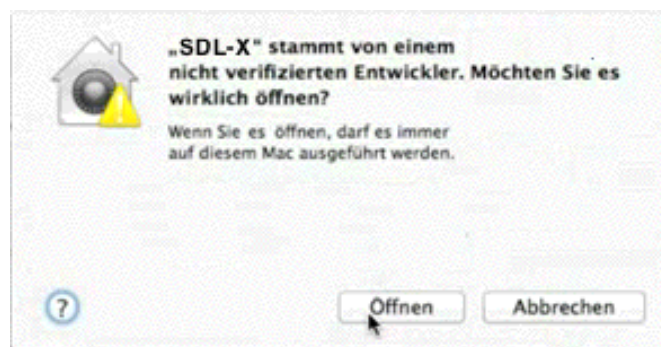 „SDL-X“ stammt von einem
nicht verifizierten Entwickler. Möchten Sie es
wirklich öffnen?
Wenn Sie es öffnen, darf es immer
auf diesem Mac ausgeführt werden.
?
Öffnen Abbrechen